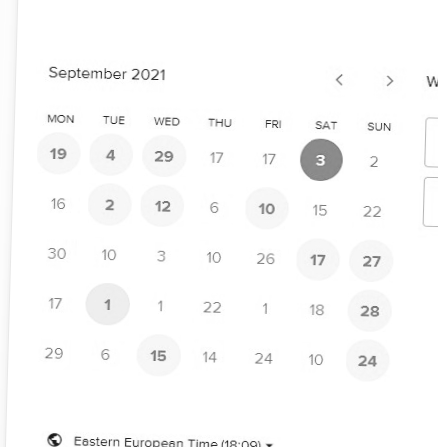 September 2021
W
MON TUE WED THU FRI SAT SUN
19 4 29 17 17 3 2
16 2 12 6 10 15 22
30 10 3 10 26 17 27
17 1 1 22 1 18 28
29 6 15 14 24 10 24
Eastern European Time (18:09)